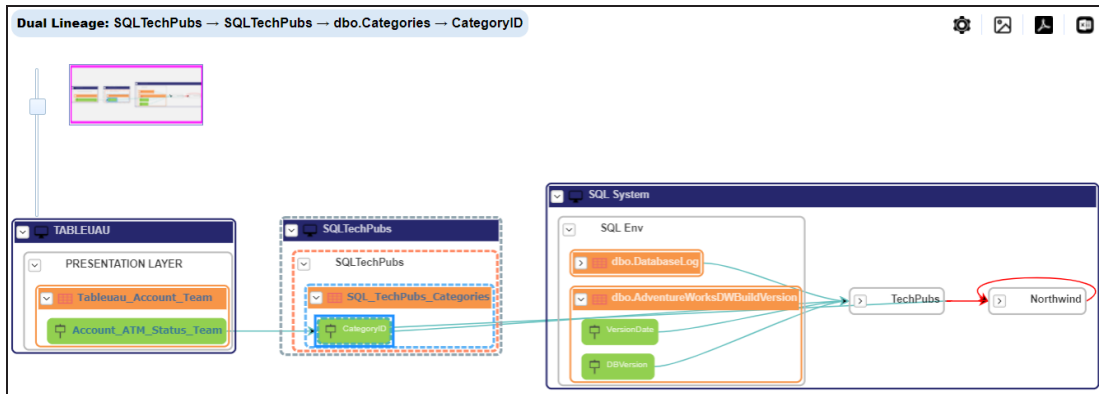 Dual Lineage: SQLTechPubs → SQLTechPubs → dbo.Categories → CategoryID
SQL System
TABLEUAU
SQLTechPubs
SQL Env
PRESENTATION LAYER
SQLTechPubs
dbo.DatabaseLog
Tableuau_Account_Team
SQL_TechPubs_Categories
dbo.AdventureWorksDWBuildVersion
TechPubs
Northwind
Account_ATM_Status_Team
CategoryID
VersionDate
DBVersion